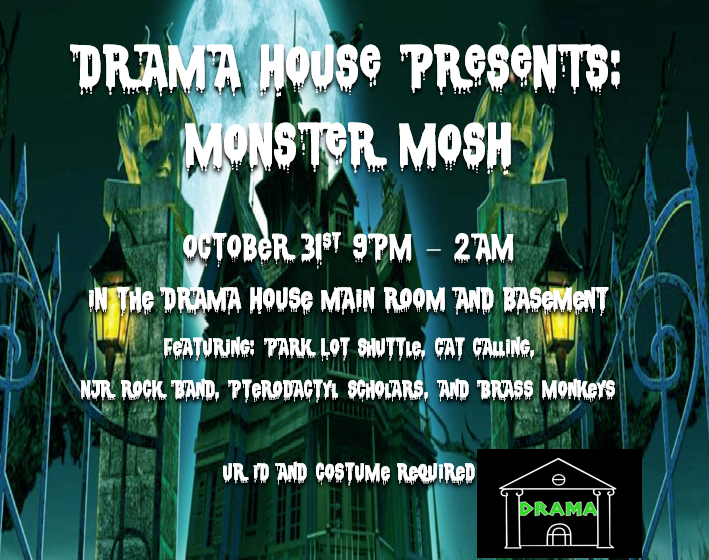 DRAMA HOUSE PRESENTS:
MONSTER MOSH
OCTOBER 31ST 9PM – 2AM
IN THE DRAMA HOUSE MAIN ROOM AND BASEMENT
FEATURING: PARK LOT SHUTTLE, CAT CALLING,
NJR ROCK BAND, PTERODACTYL SCHOLARS, AND BRASS MONKEYS
UR ID AND COSTUME REQUIRED
DRAMA